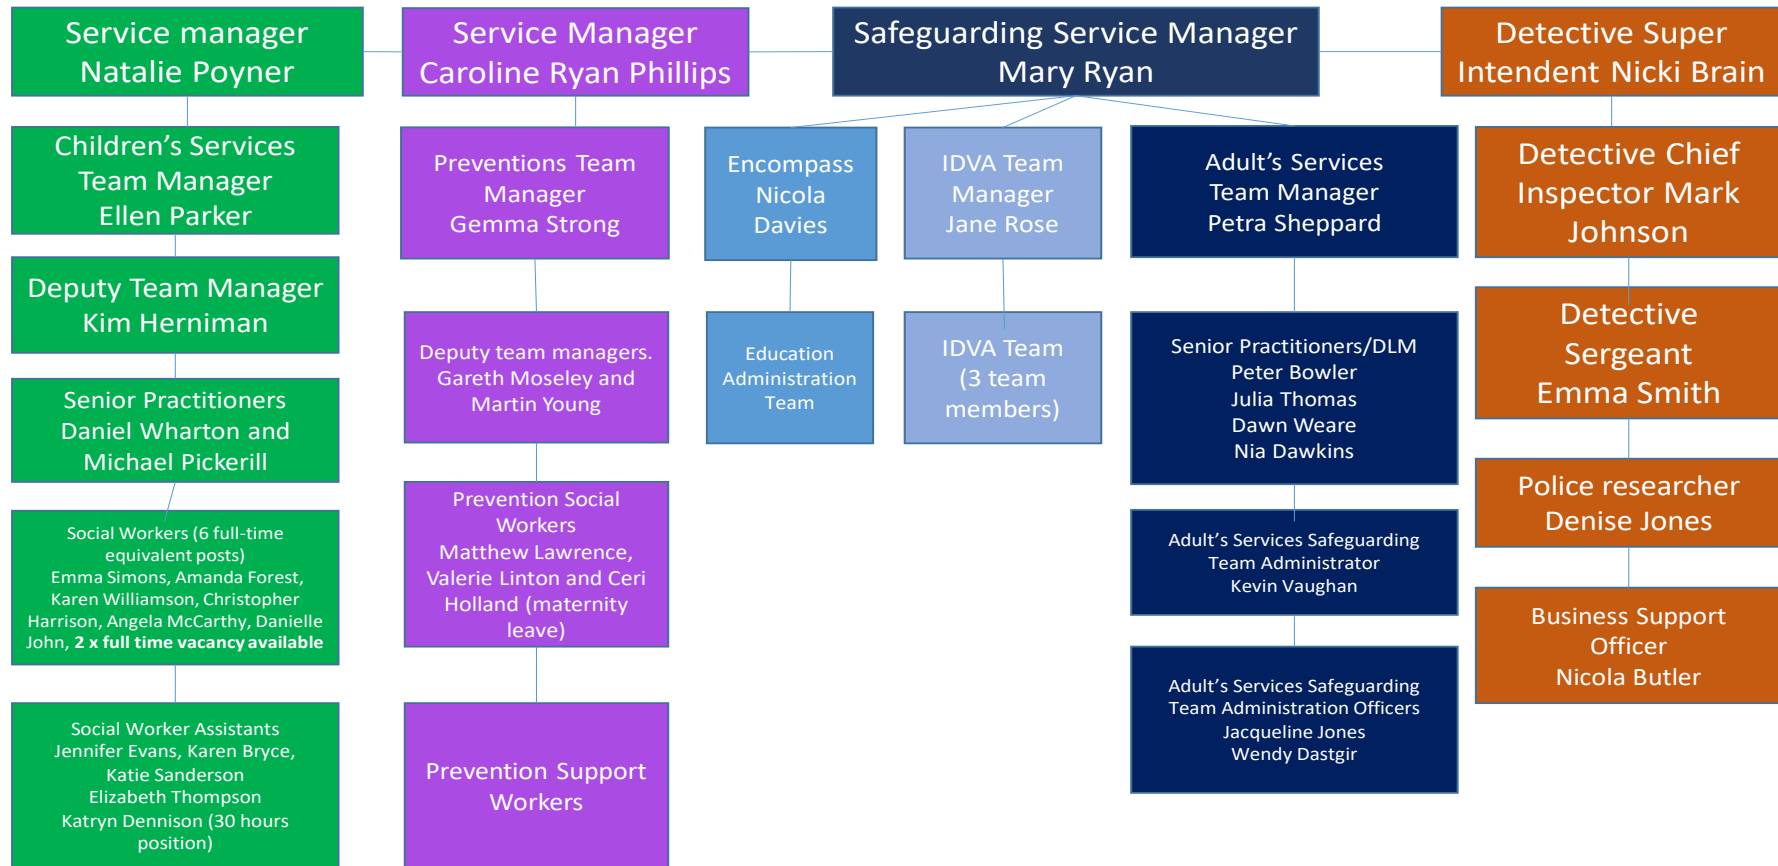 Service manager
Natalie Poyner
Service Manager
Caroline Ryan Phillips
Safeguarding Service Manager
Mary Ryan
Detective Super
Intendent Nicki Brain
Children’s Services
Team Manager
Ellen Parker
Preventions Team
Manager
Gemma Strong
Encompass
Nicola
Davies
IDVA Team
Manager
Jane Rose
Adult’s Services
Team Manager
Petra Sheppard
Detective Chief
Inspector Mark
Johnson
Deputy Team Manager
Kim Herniman
Deputy team managers.
Gareth Moseley and
Martin Young
Education
Administration
Team
IDVA Team
(3 team
members)
Senior Practitioners/DLM
Peter Bowler
Julia Thomas
Dawn Weare
Nia Dawkins
Detective
Sergeant
Emma Smith
Senior Practitioners
Daniel Wharton and
Michael Pickerill
Prevention Social
Workers
Matthew Lawrence,
Valerie Linton and Ceri
Holland (maternity
leave)
Police researcher
Denise Jones
Social Workers (6 full-time
equivalent posts)
Emma Simons, Amanda Forest,
Karen Williamson, Christopher
Harrison, Angela McCarthy, Danielle
John, 2 x full time vacancy available
Adult’s Services Safeguarding
Team Administrator
Kevin Vaughan
Business Support
Officer
Nicola Butler
Social Worker Assistants
Jennifer Evans, Karen Bryce,
Katie Sanderson
Elizabeth Thompson
Katryn Dennison (30 hours
position)
Prevention Support
Workers
Adult’s Services Safeguarding
Team Administration Officers
Jacqueline Jones
Wendy Dastgir